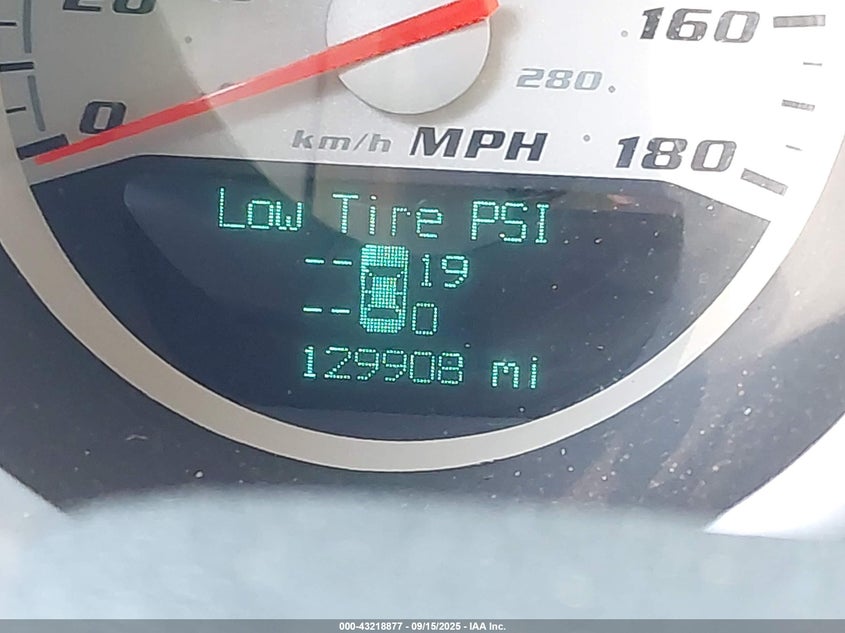 20
160
280
0
km/h MPH
180
Low Tire PSI
-- 19
-- 0
129908 mi
000-43218877 - 09/15/2025 - IAA Inc.